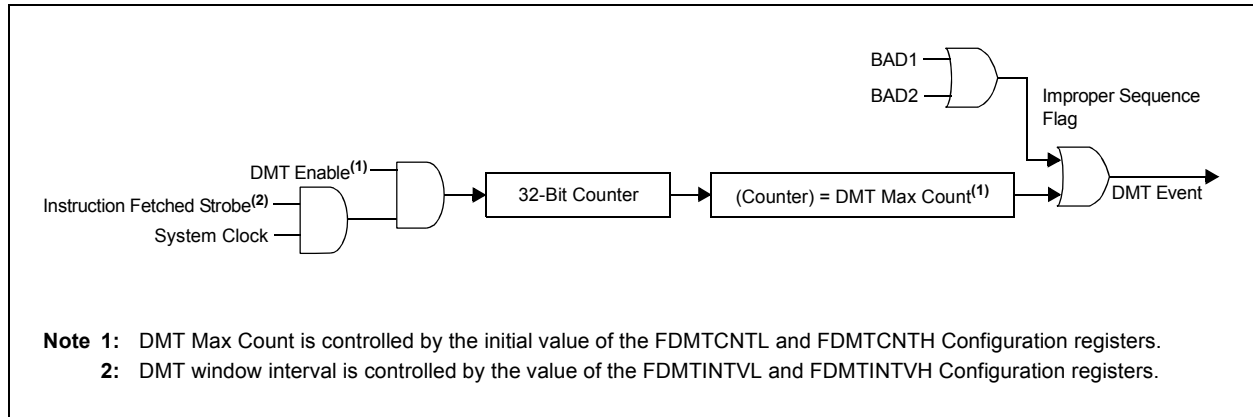 BAD1
BAD2
Improper Sequence
Flag
DMT Enable(1)
Instruction Fetched Strobe(2)
System Clock
32-Bit Counter
(Counter) = DMT Max Count(1)
DMT Event
Note 1: DMT Max Count is controlled by the initial value of the FDMTCNTL and FDMTCNTH Configuration registers.
2: DMT window interval is controlled by the value of the FDMTINTVL and FDMTINTVH Configuration registers.